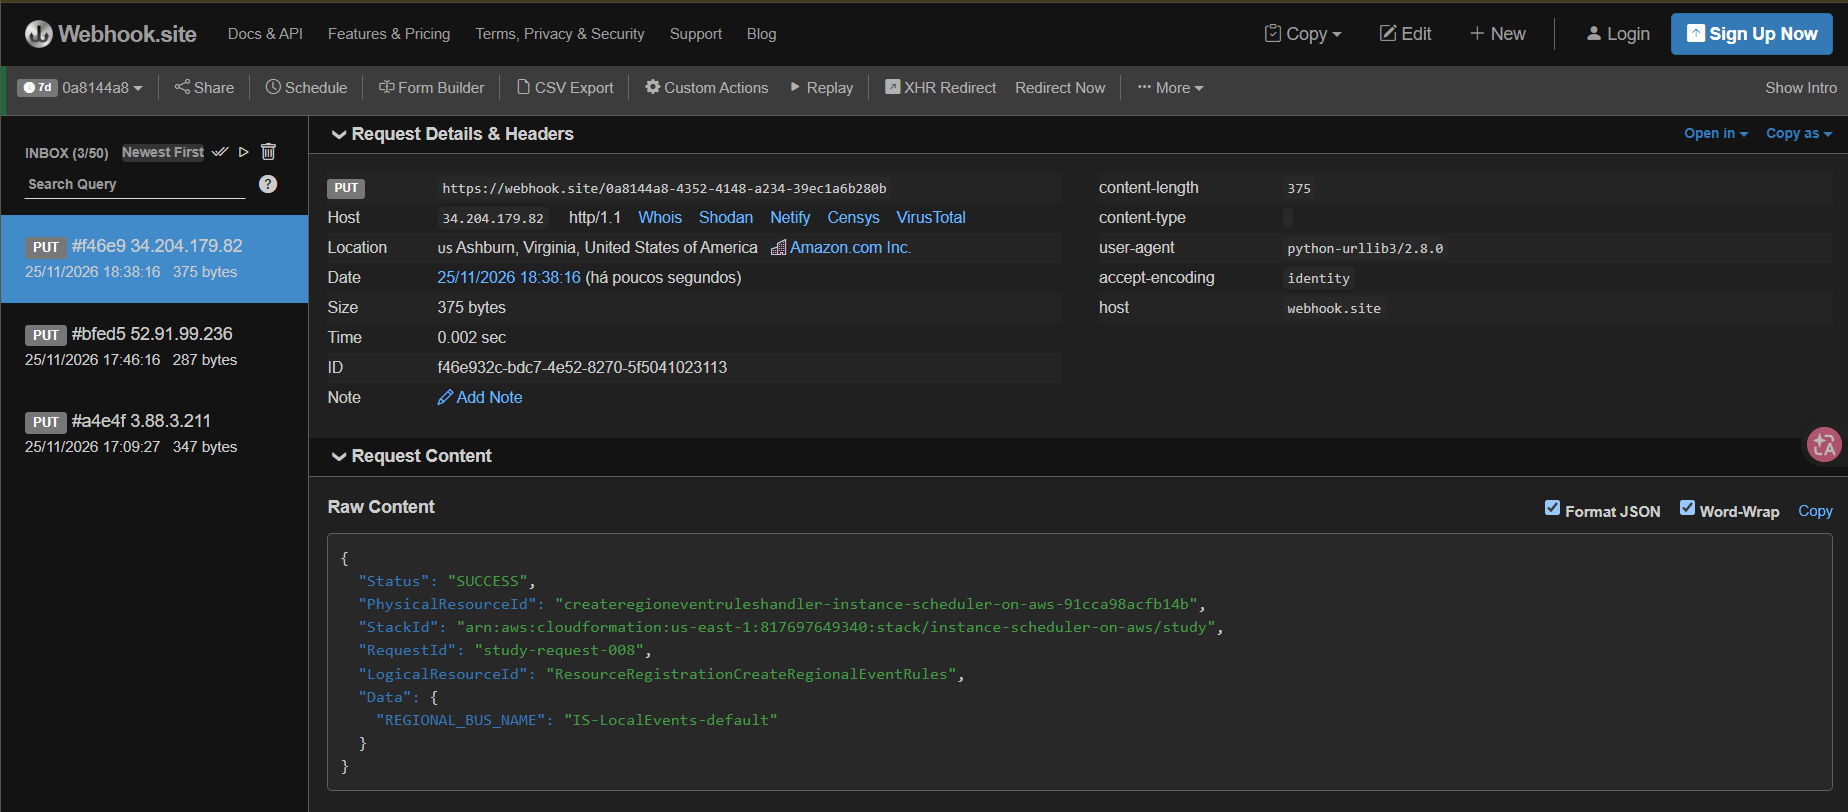 Webhook.site Docs & API Features & Pricing Terms, Privacy & Security Support Blog Copy Edit New Login Sign Up Now
7d 0a8144a8 Share Schedule Form Builder CSV Export Custom Actions Replay XHR Redirect Redirect Now More Show Intro
INBOX (3/50) Newest First
Search Query ?
PUT #f46e9 34.204.179.82
25/11/2026 18:38:16 375 bytes
PUT #bfed5 52.91.99.236
25/11/2026 17:46:16 287 bytes
PUT #a4e4f 3.88.3.211
25/11/2026 17:09:27 347 bytes
Request Details & Headers Open in Copy as
PUT https://webhook.site/0a8144a8-4352-4148-a234-39ec1a6b280b
Host 34.204.179.82 http/1.1 Whois Shodan Netify Censys VirusTotal
Location us Ashburn, Virginia, United States of America Amazon.com Inc.
Date 25/11/2026 18:38:16 (há poucos segundos)
Size 375 bytes
Time 0.002 sec
ID f46e932c-bdc7-4e52-8270-5f5041023113
Note Add Note
content-length 375
content-type
user-agent python-urllib3/2.8.0
accept-encoding identity
host webhook.site
Request Content
Raw Content Format JSON Word-Wrap Copy
{
"Status": "SUCCESS",
"PhysicalResourceId": "createregioneventruleshandler-instance-scheduler-on-aws-91cca98acfb14b",
"StackId": "arn:aws:cloudformation:us-east-1:817697649340:stack/instance-scheduler-on-aws/study",
"RequestId": "study-request-008",
"LogicalResourceId": "ResourceRegistrationCreateRegionalEventRules",
"Data": {
"REGIONAL_BUS_NAME": "IS-LocalEvents-default"
}
}